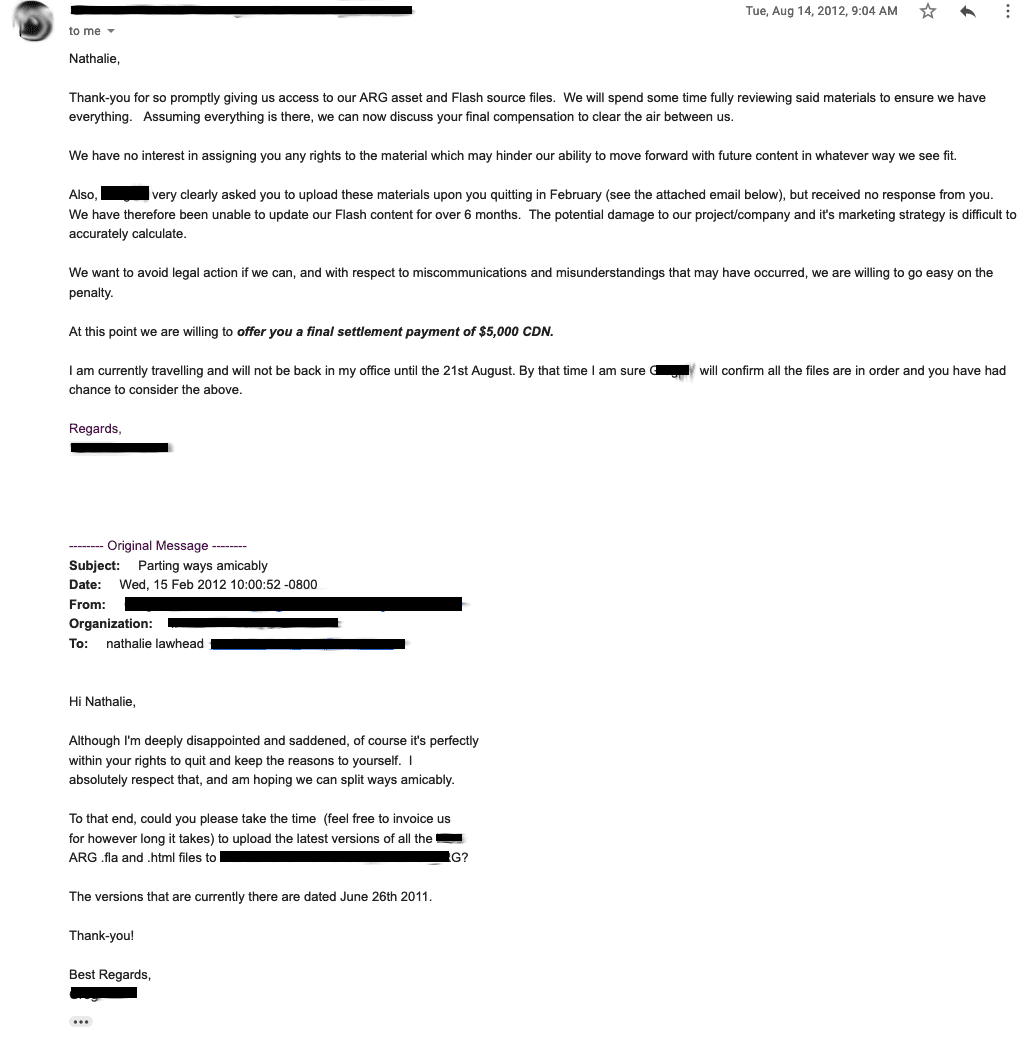 Tue, Aug 14, 2012, 9:04 AM
to me
Nathalie,
Thank-you for so promptly giving us access to our ARG asset and Flash source files.  We will spend some time fully reviewing said materials to ensure we have
everything.   Assuming everything is there, we can now discuss your final compensation to clear the air between us.
We have no interest in assigning you any rights to the material which may hinder our ability to move forward with future content in whatever way we see fit.
Also, very clearly asked you to upload these materials upon you quitting in February (see the attached email below), but received no response from you.
We have therefore been unable to update our Flash content for over 6 months.  The potential damage to our project/company and it's marketing strategy is difficult to
accurately calculate.
We want to avoid legal action if we can, and with respect to miscommunications and misunderstandings that may have occurred, we are willing to go easy on the
penalty.
At this point we are willing to offer you a final settlement payment of $5,000 CDN.
I am currently travelling and will not be back in my office until the 21st August. By that time I am sure will confirm all the files are in order and you have had
chance to consider the above.
Regards,
-------- Original Message --------
Subject: Parting ways amicably
Date: Wed, 15 Feb 2012 10:00:52 -0800
From:
Organization:
To: nathalie lawhead
Hi Nathalie,
Although I'm deeply disappointed and saddened, of course it's perfectly
within your rights to quit and keep the reasons to yourself.  I
absolutely respect that, and am hoping we can split ways amicably.
To that end, could you please take the time  (feel free to invoice us
for however long it takes) to upload the latest versions of all the
ARG .fla and .html files to G?
The versions that are currently there are dated June 26th 2011.
Thank-you!
Best Regards,